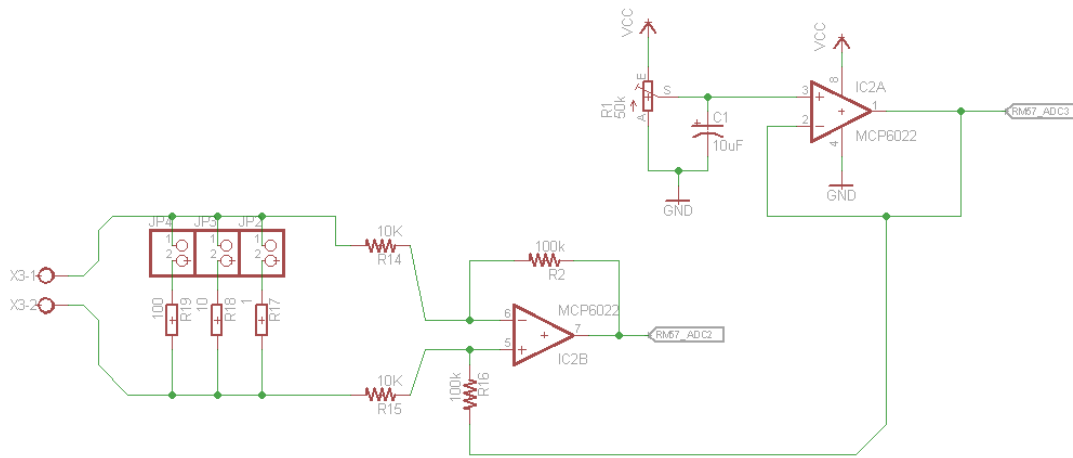 VCC
E
S
A
R1
50k
C1
10uF
GND
VCC
8
3
2
1
4
IC2A
MCP6022
GND
RM57_ADC3
JP4
JP3
JP2
1
2
1
2
1
2
X3-1
X3-2
100
R19
10
R18
1
R17
10K
R14
100k
R2
MCP6022
6
5
7
IC2B
RM57_ADC2
10K
R15
100k
R16